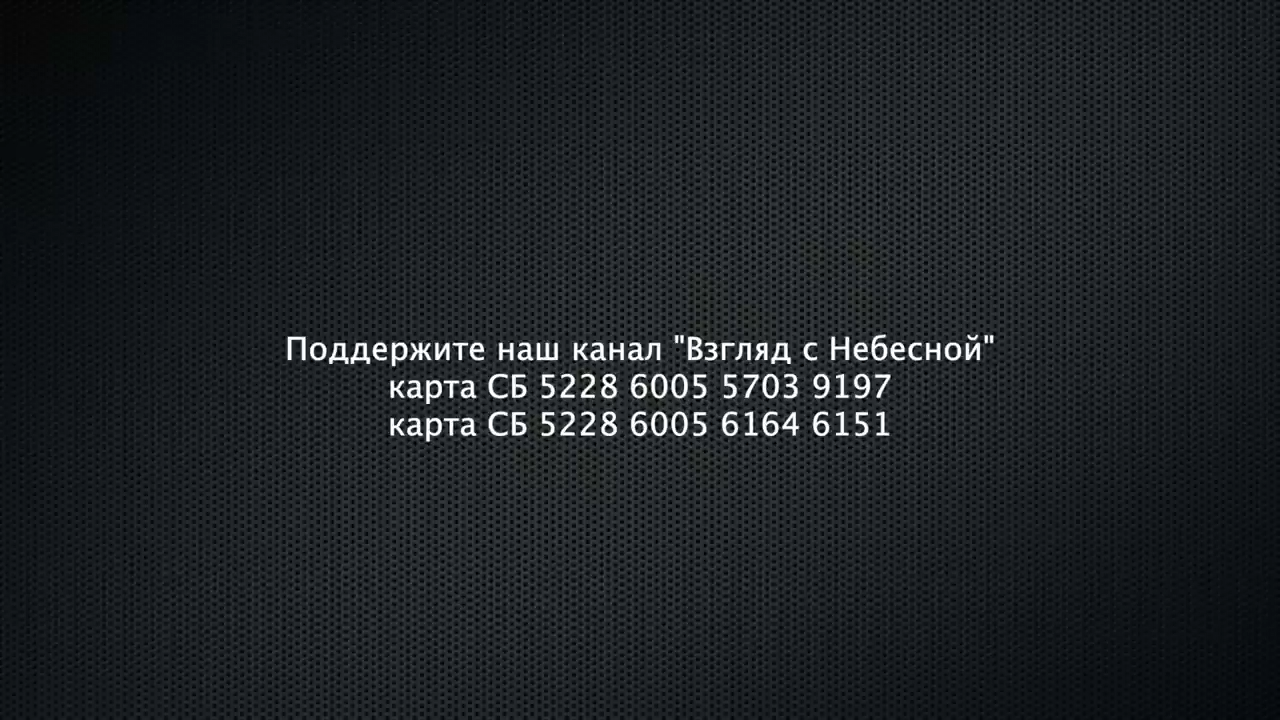 Поддержите наш канал "Взгляд с Небесной"
карта СБ 5228 6005 5703 9197
карта СБ 5228 6005 6164 6151